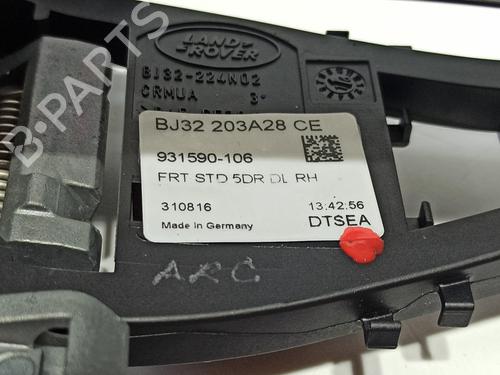 LAND ROVER
BJ32-224N02
CRMUA 3
BJ32 203A28 CE
931590-106
FRT STD 5DR DL RH
310816 13:42:56
Made in Germany DTSEA
ARC
B-PARTS